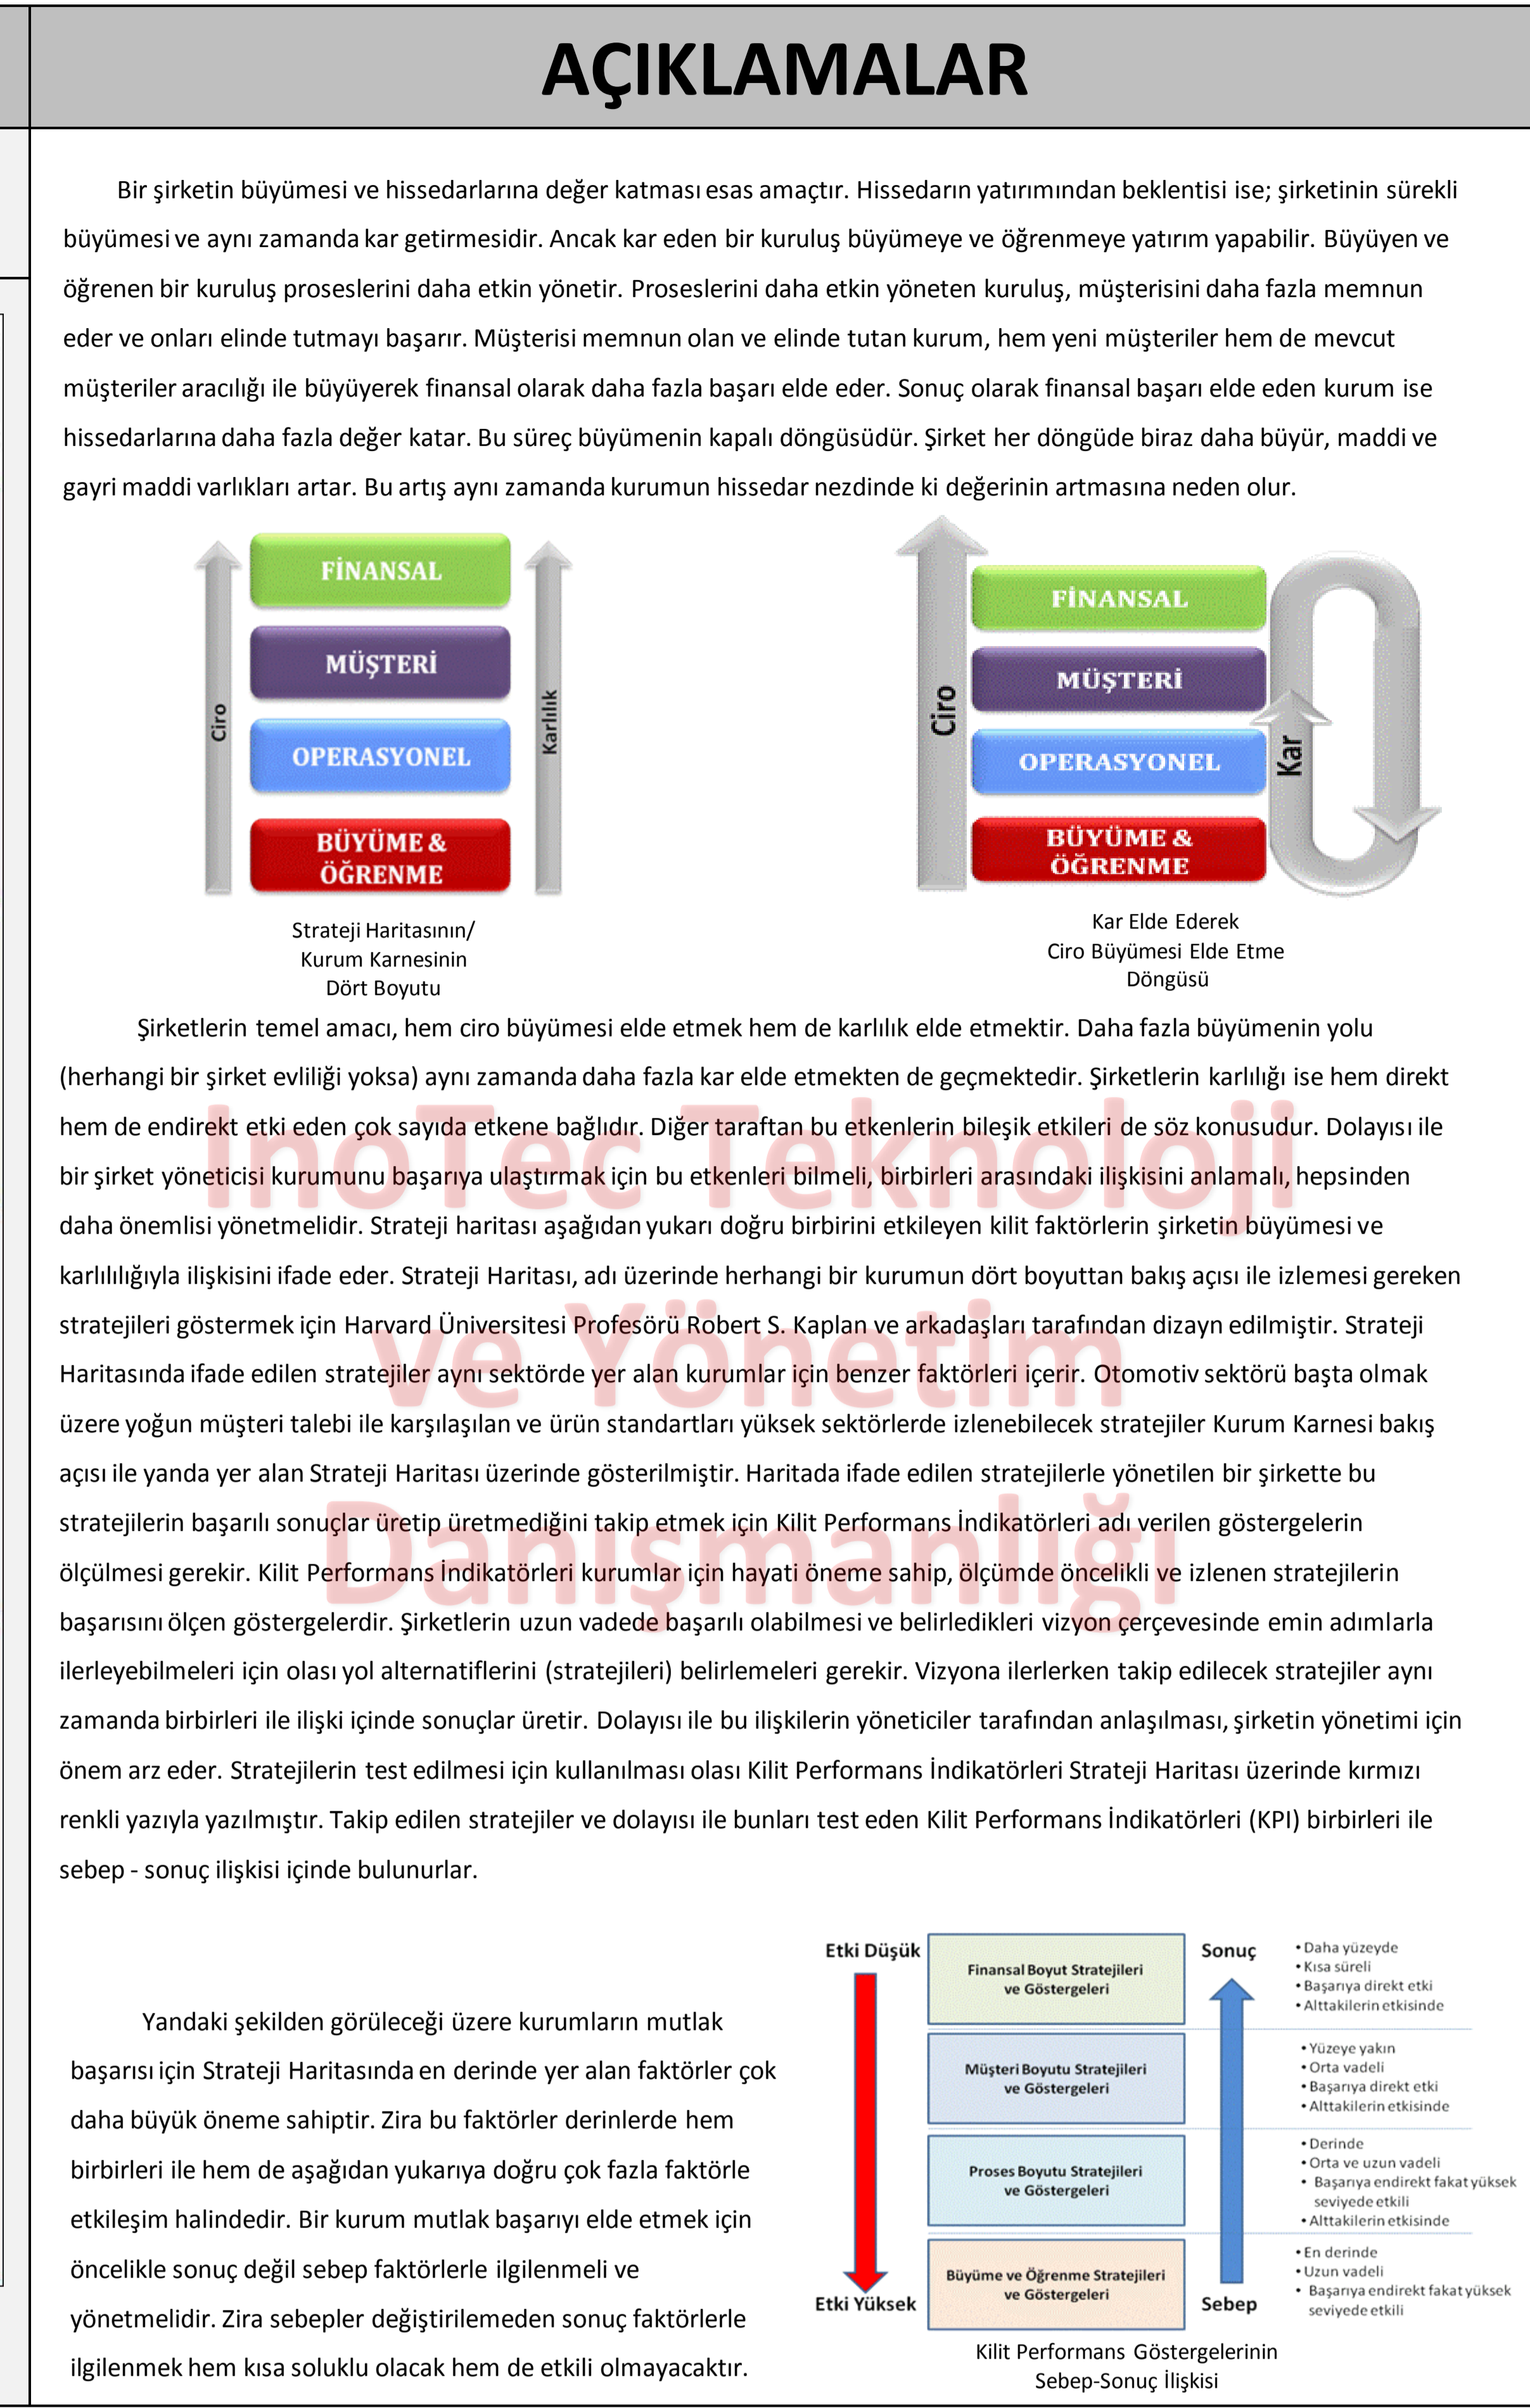 AÇIKLAMALAR
Bir şirketin büyümesi ve hissedarlarına değer katması esas amaçtır. Hissedarın yatırımından beklentisi ise; şirketinin sürekli
büyümesi ve aynı zamanda kar getirmesidir. Ancak kar eden bir kuruluş büyümeye ve öğrenmeye yatırım yapabilir. Büyüyen ve
öğrenen bir kuruluş proseslerini daha etkin yönetir. Proseslerini daha etkin yöneten kuruluş, müşterisini daha fazla memnun
eder ve onları elinde tutmayı başarır. Müşterisi memnun olan ve elinde tutan kurum, hem yeni müşteriler hem de mevcut
müşteriler aracılığı ile büyüyerek finansal olarak daha fazla başarı elde eder. Sonuç olarak finansal başarı elde eden kurum ise
hissedarlarına daha fazla değer katar. Bu süreç büyümenin kapalı döngüsüdür. Şirket her döngüde biraz daha büyür, maddi ve
gayri maddi varlıkları artar. Bu artış aynı zamanda kurumun hissedar nezdinde ki değerinin artmasına neden olur.
Ciro
FİNANSAL
MÜŞTERİ
OPERASYONEL
BÜYÜME &
ÖĞRENME
Karlılık
Strateji Haritasının/
Kurum Karnesinin
Dört Boyutu
Ciro
FİNANSAL
MÜŞTERİ
OPERASYONEL
BÜYÜME &
ÖĞRENME
Kar
Kar Elde Ederek
Ciro Büyümesi Elde Etme
Döngüsü
Şirketlerin temel amacı, hem ciro büyümesi elde etmek hem de karlılık elde etmektir. Daha fazla büyümenin yolu
(herhangi bir şirket evliliği yoksa) aynı zamanda daha fazla kar elde etmekten de geçmektedir. Şirketlerin karlılığı ise hem direkt
hem de endirekt etki eden çok sayıda etkene bağlıdır. Diğer taraftan bu etkenlerin bileşik etkileri de söz konusudur. Dolayısı ile
bir şirket yöneticisi kurumunu başarıya ulaştırmak için bu etkenleri bilmeli, birbirleri arasındaki ilişkisini anlamalı, hepsinden
daha önemlisi yönetmelidir. Strateji haritası aşağıdan yukarı doğru birbirini etkileyen kilit faktörlerin şirketin büyümesi ve
karlılılığıyla ilişkisini ifade eder. Strateji Haritası, adı üzerinde herhangi bir kurumun dört boyuttan bakış açısı ile izlemesi gereken
stratejileri göstermek için Harvard Üniversitesi Profesörü Robert S. Kaplan ve arkadaşları tarafından dizayn edilmiştir. Strateji
Haritasında ifade edilen stratejiler aynı sektörde yer alan kurumlar için benzer faktörleri içerir. Otomotiv sektörü başta olmak
üzere yoğun müşteri talebi ile karşılaşılan ve ürün standartları yüksek sektörlerde izlenebilecek stratejiler Kurum Karnesi bakış
açısı ile yanda yer alan Strateji Haritası üzerinde gösterilmiştir. Haritada ifade edilen stratejilerle yönetilen bir şirkette bu
stratejilerin başarılı sonuçlar üretip üretmediğini takip etmek için Kilit Performans İndikatörleri adı verilen göstergelerin
ölçülmesi gerekir. Kilit Performans İndikatörleri kurumlar için hayati öneme sahip, ölçümde öncelikli ve izlenen stratejilerin
başarısını ölçen göstergelerdir. Şirketlerin uzun vadede başarılı olabilmesi ve belirledikleri vizyon çerçevesinde emin adımlarla
ilerleyebilmeleri için olası yol alternatiflerini (stratejileri) belirlemeleri gerekir. Vizyona ilerlerken takip edilecek stratejiler aynı
zamanda birbirleri ile ilişki içinde sonuçlar üretir. Dolayısı ile bu ilişkilerin yöneticiler tarafından anlaşılması, şirketin yönetimi için
önem arz eder. Stratejilerin test edilmesi için kullanılması olası Kilit Performans İndikatörleri Strateji Haritası üzerinde kırmızı
renkli yazıyla yazılmıştır. Takip edilen stratejiler ve dolayısı ile bunları test eden Kilit Performans İndikatörleri (KPI) birbirleri ile
sebep - sonuç ilişkisi içinde bulunurlar.
InoTec Teknoloji
ve Yönetim
Danışmanlığı
Yandaki şekilden görüleceği üzere kurumların mutlak
başarısı için Strateji Haritasında en derinde yer alan faktörler çok
daha büyük öneme sahiptir. Zira bu faktörler derinlerde hem
birbirleri ile hem de aşağıdan yukarıya doğru çok fazla faktörle
etkileşim halindedir. Bir kurum mutlak başarıyı elde etmek için
öncelikle sonuç değil sebep faktörlerle ilgilenmeli ve
yönetmelidir. Zira sebepler değiştirilemeden sonuç faktörlerle
ilgilenmek hem kısa soluklu olacak hem de etkili olmayacaktır.
Etki Düşük
Etki Yüksek
Finansal Boyut Stratejileri
ve Göstergeleri
Müşteri Boyutu Stratejileri
ve Göstergeleri
Proses Boyutu Stratejileri
ve Göstergeleri
Büyüme ve Öğrenme Stratejileri
ve Göstergeleri
Sonuç
Sebep
• Daha yüzeyde
• Kısa süreli
• Başarıya direkt etki
• Alttakilerin etkisinde
• Yüzeye yakın
• Orta vadeli
• Başarıya direkt etki
• Alttakilerin etkisinde
• Derinde
• Orta ve uzun vadeli
• Başarıya endirekt fakat yüksek
seviyede etkili
• Alttakilerin etkisinde
• En derinde
• Uzun vadeli
• Başarıya endirekt fakat yüksek
seviyede etkili
Kilit Performans Göstergelerinin
Sebep-Sonuç İlişkisi